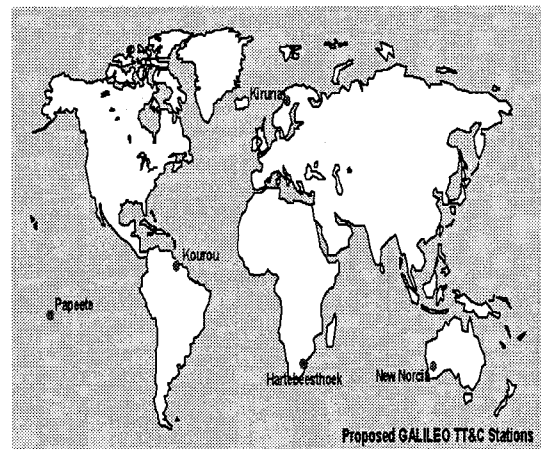 Kiruna
Kourou
Papeete
Hartebeesthoek
New Norcia
Proposed GALILEO TT&C Stations